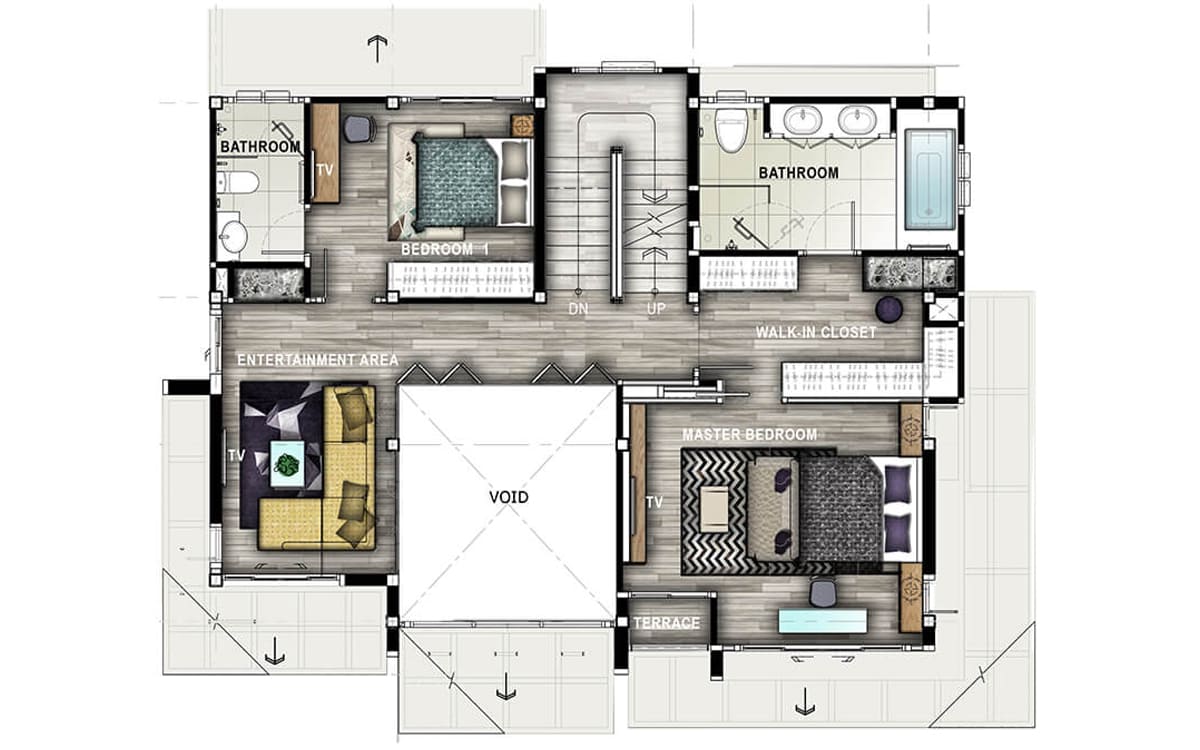 BATHROOM
TV
BEDROOM 1
BATHROOM
DN
UP
WALK-IN CLOSET
ENTERTAINMENT AREA
TV
MASTER BEDROOM
VOID
TV
TERRACE